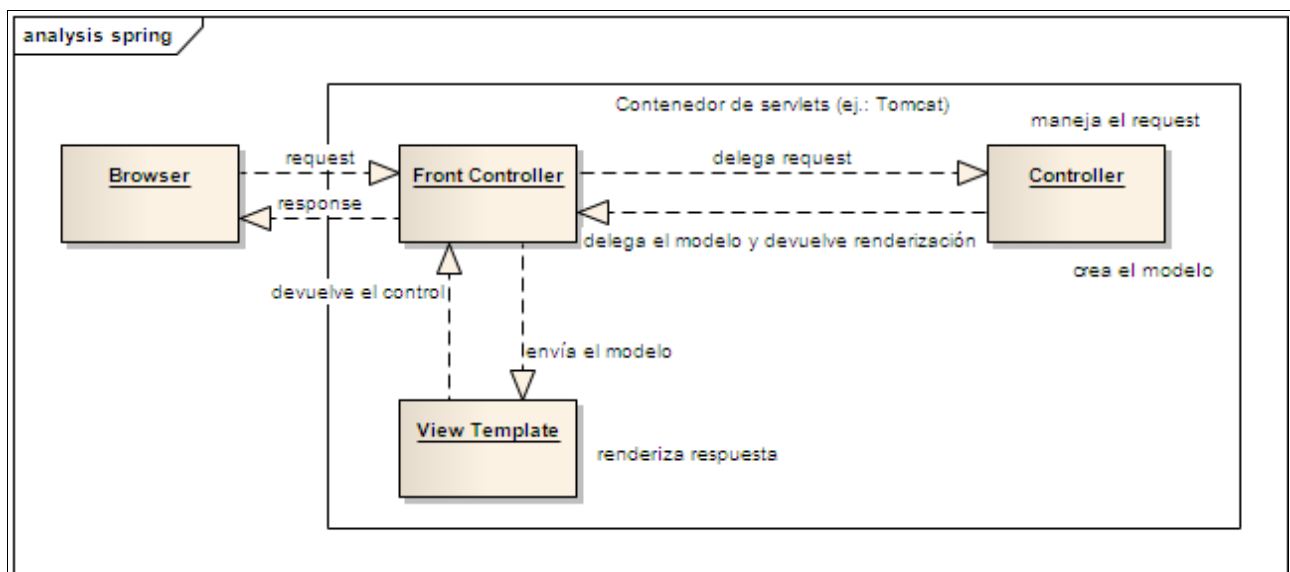 analysis spring
Contenedor de servlets (ej.: Tomcat)
maneja el request
Browser
request
response
Front Controller
delega request
Controller
delega el modelo y devuelve renderización
crea el modelo
devuelve el control
envía el modelo
View Template
renderiza respuesta